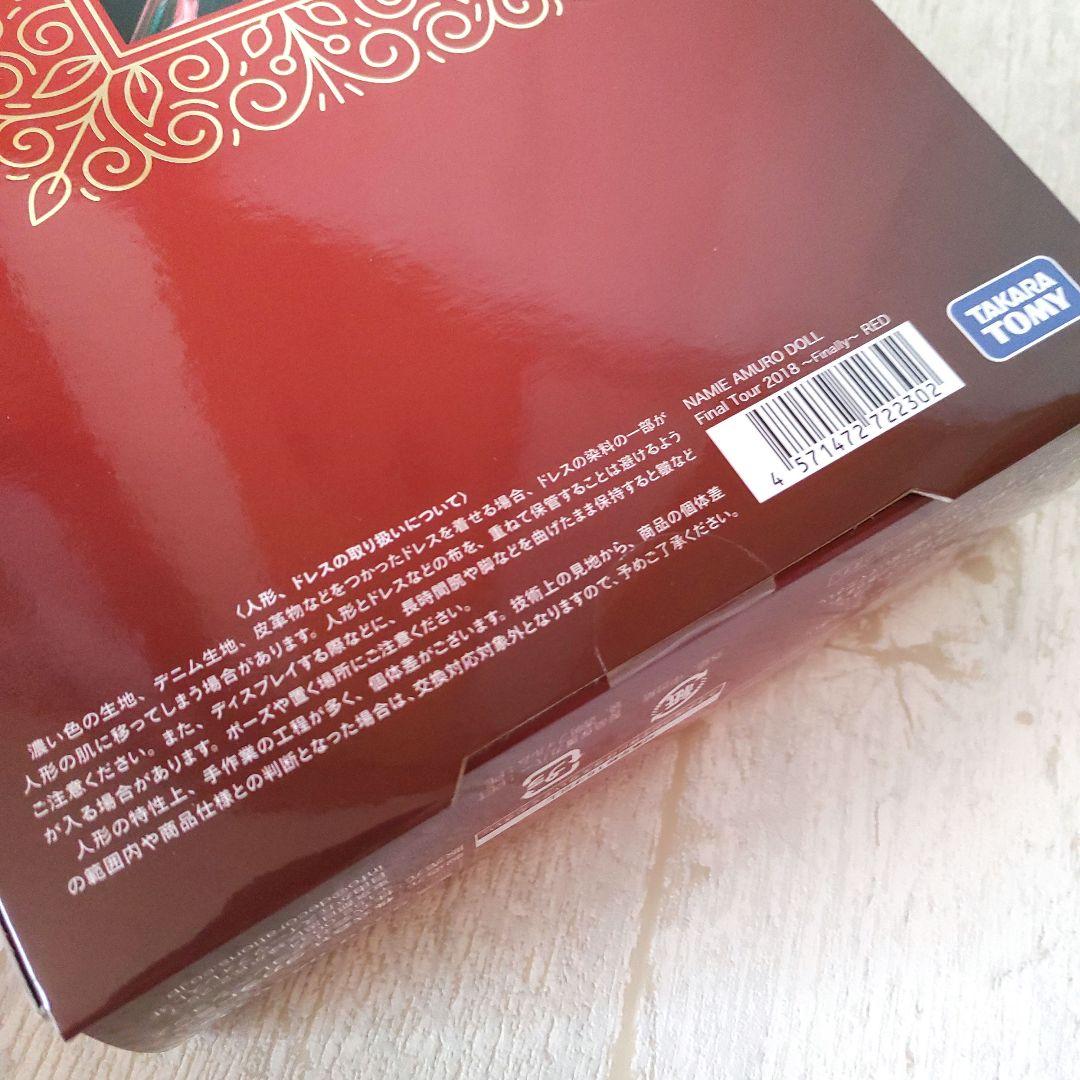 TAKARA
TOMY
NAMIE AMURO DOLL
Final Tour 2018 ～Finally～ RED
4 571472 722302
〈人形、ドレスの取り扱いについて〉
濃い色の生地、デニム生地、皮革物などをつかったドレスを着せる場合、ドレスの染料の一部が
人形の肌に移ってしまう場合があります。人形とドレスなどの布を、重ねて保管することは避けるよう
ご注意ください。また、ディスプレイする際などに、長時間腕や脚などを曲げたまま保持すると皺など
が入る場合があります。ポーズや置く場所にご注意ください。
人形の特性上、手作業の工程が多く、個体差がございます。技術上の見地から、商品の個体差
の範囲内や商品仕様との判断となった場合は、交換対応対象外となりますので、予めご了承ください。